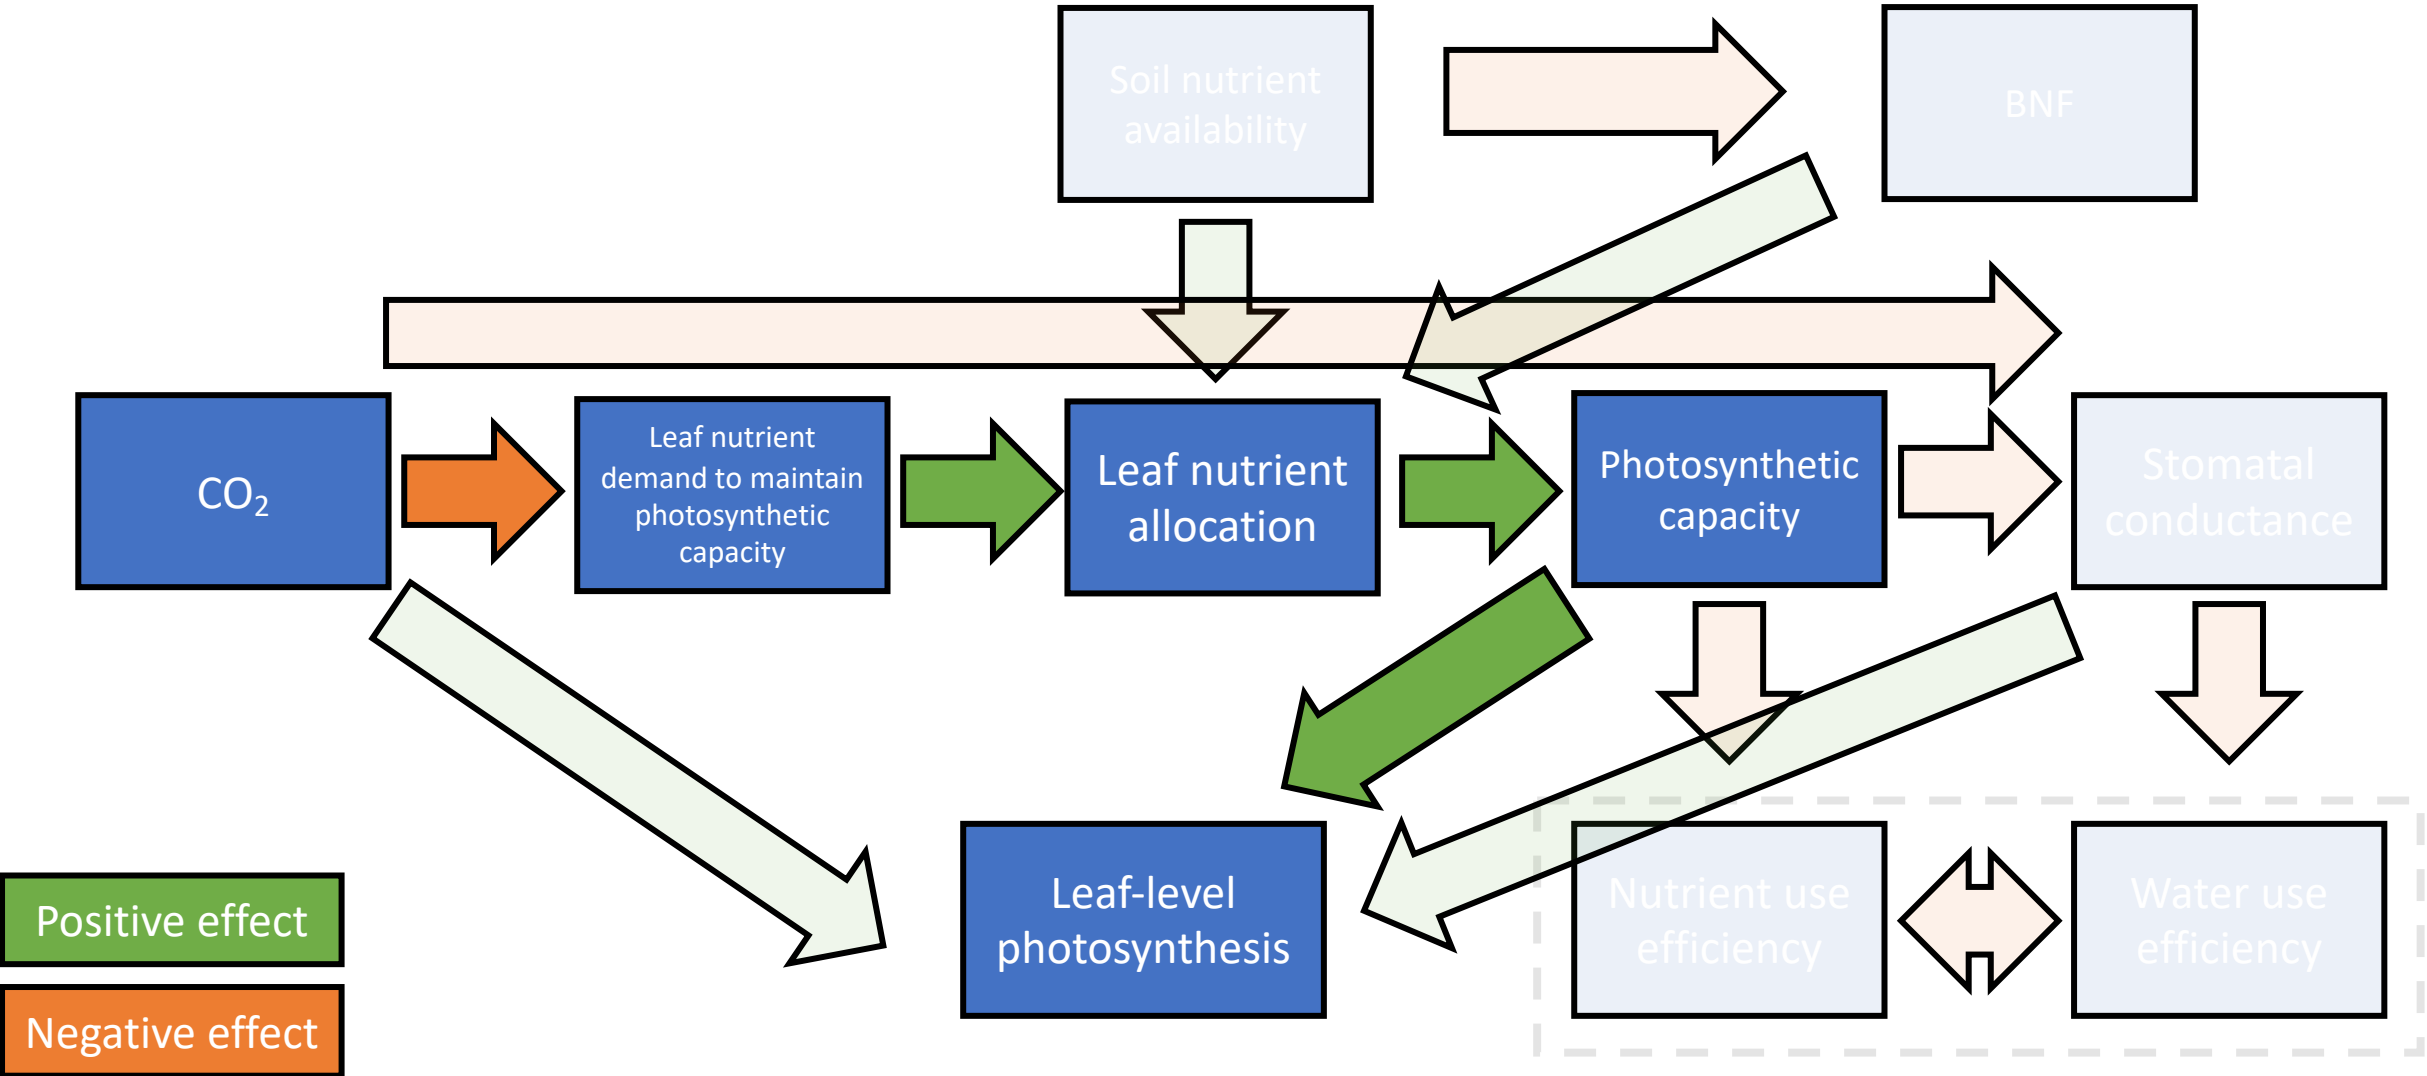 Soil nutrient
availability
BNF
CO₂
Leaf nutrient
demand to maintain
photosynthetic
capacity
Leaf nutrient
allocation
Photosynthetic
capacity
Stomatal
conductance
Leaf-level
photosynthesis
Nutrient use
efficiency
Water use
efficiency
Positive effect
Negative effect